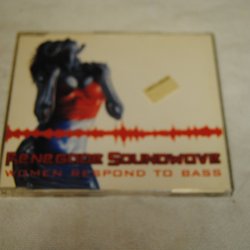 Renegade Soundwave
WOMEN RESPOND TO BASS